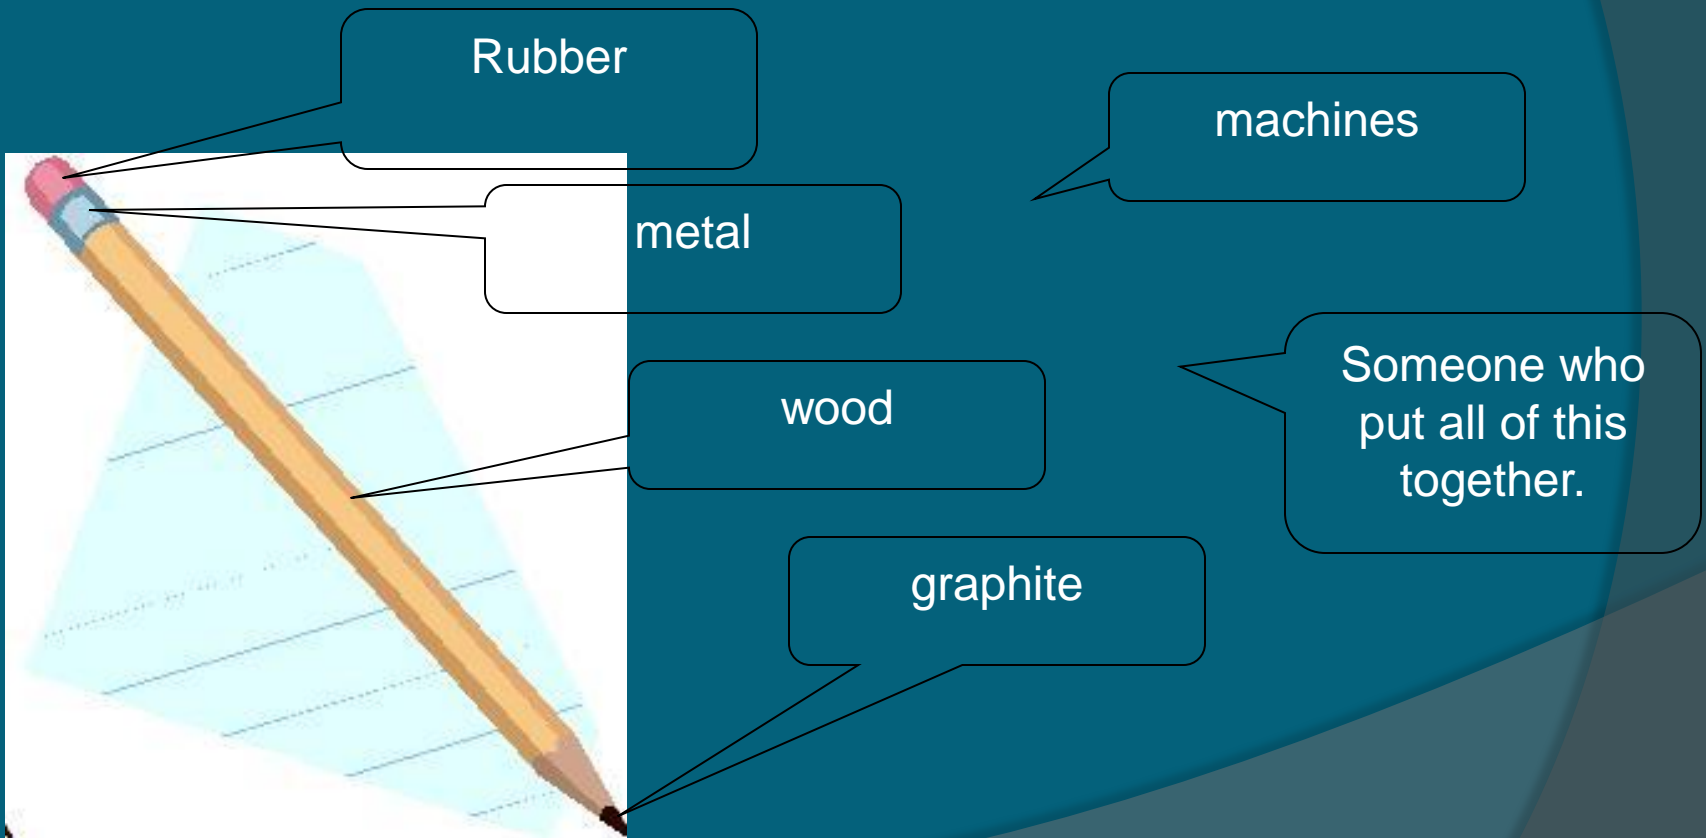 Rubber
machines
metal
Someone who
put all of this
together.
wood
graphite